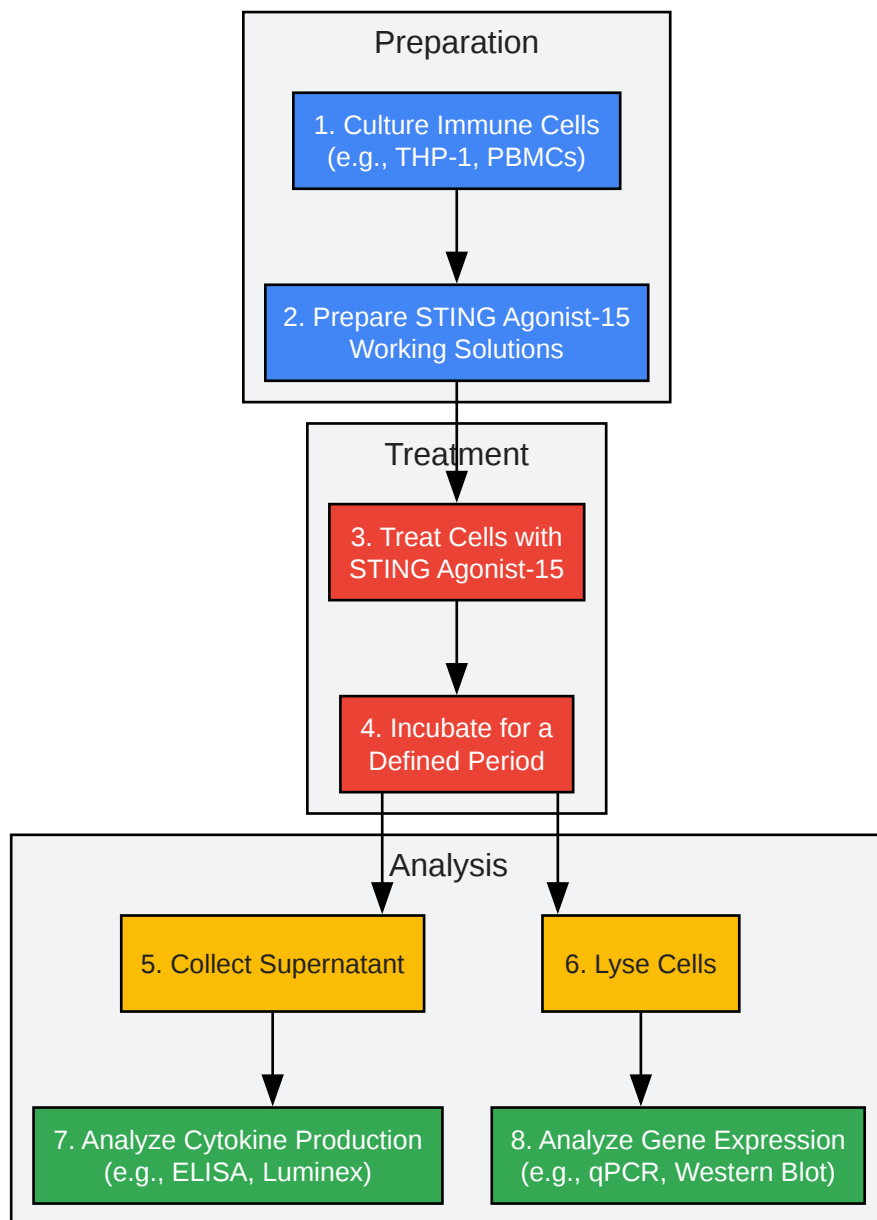 Preparation
1. Culture Immune Cells
(e.g., THP-1, PBMCs)
2. Prepare STING Agonist-15
Working Solutions
Treatment
3. Treat Cells with
STING Agonist-15
4. Incubate for a
Defined Period
Analysis
5. Collect Supernatant
6. Lyse Cells
7. Analyze Cytokine Production
(e.g., ELISA, Luminex)
8. Analyze Gene Expression
(e.g., qPCR, Western Blot)